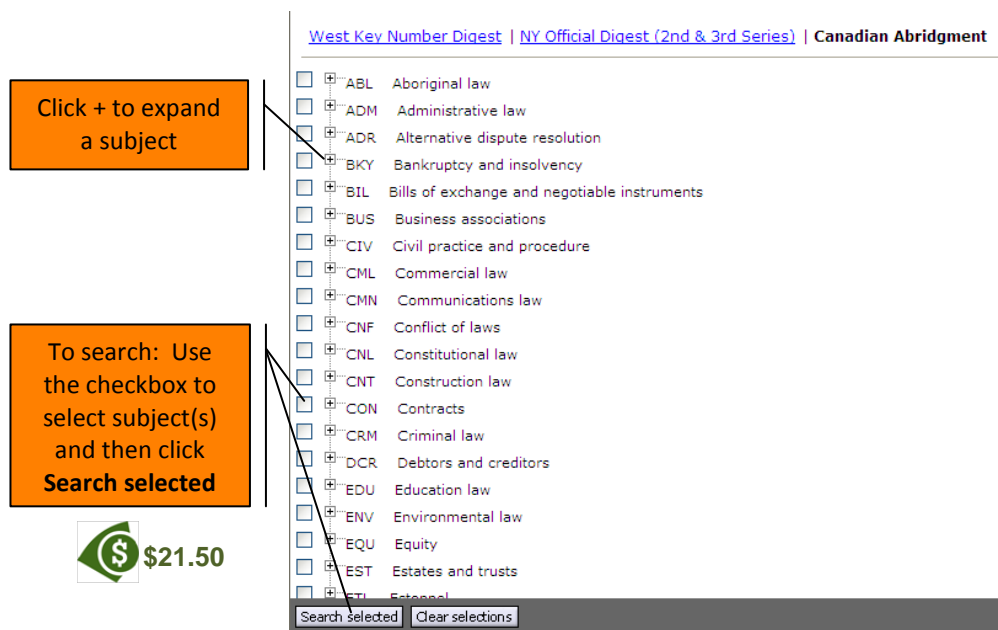 West Key Number Digest | NY Official Digest (2nd & 3rd Series) | Canadian Abridgment
Click + to expand
a subject
ABL Aboriginal law
ADM Administrative law
ADR Alternative dispute resolution
BKY Bankruptcy and insolvency
BIL Bills of exchange and negotiable instruments
BUS Business associations
CIV Civil practice and procedure
CML Commercial law
CMN Communications law
CNF Conflict of laws
CNL Constitutional law
CNT Construction law
CON Contracts
CRM Criminal law
DCR Debtors and creditors
EDU Education law
ENV Environmental law
EQU Equity
EST Estates and trusts
ETL Estoppel
To search: Use
the checkbox to
select subject(s)
and then click
Search selected
$ $21.50
Search selected Clear selections